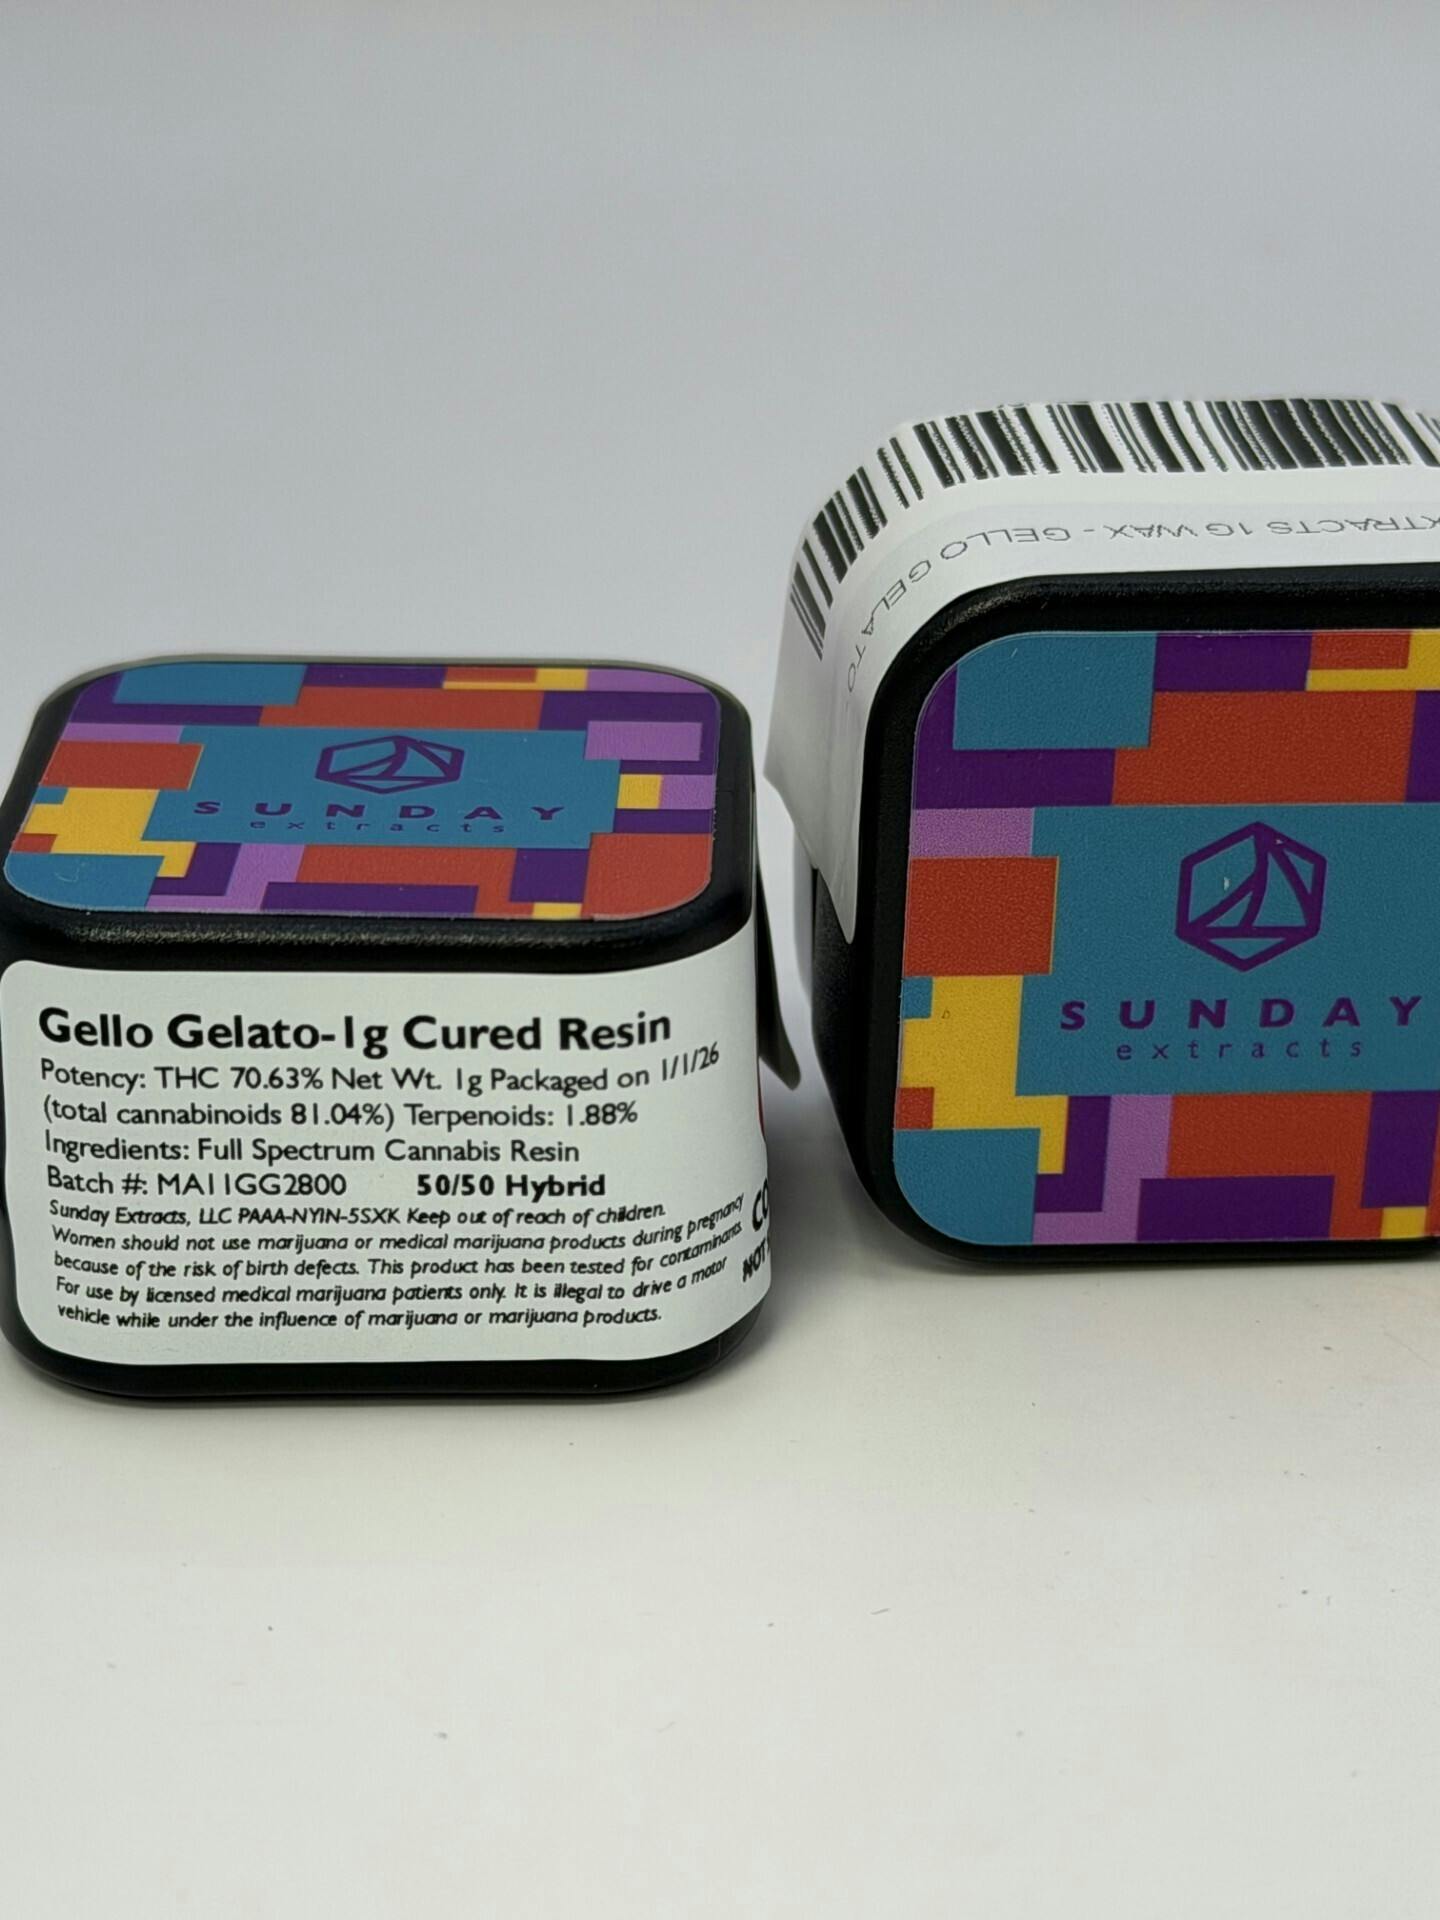 SUNDAY
extracts
Gello Gelato-1g Cured Resin
Potency: THC 70.63% Net Wt. 1g Packaged on 1/1/26
(total cannabinoids 81.04%) Terpenoids: 1.88%
Ingredients: Full Spectrum Cannabis Resin
Batch #: MA11GG2800 50/50 Hybrid
Sunday Extracts, LLC PAAA-NYIN-5SXK Keep out of reach of children.
Women should not use marijuana or medical marijuana products during pregnancy
because of the risk of birth defects. This product has been tested for contaminants.
For use by licensed medical marijuana patients only. It is illegal to drive a motor
vehicle while under the influence of marijuana or marijuana products.
1G WAX - GELLO GELATO
SUNDAY
extracts